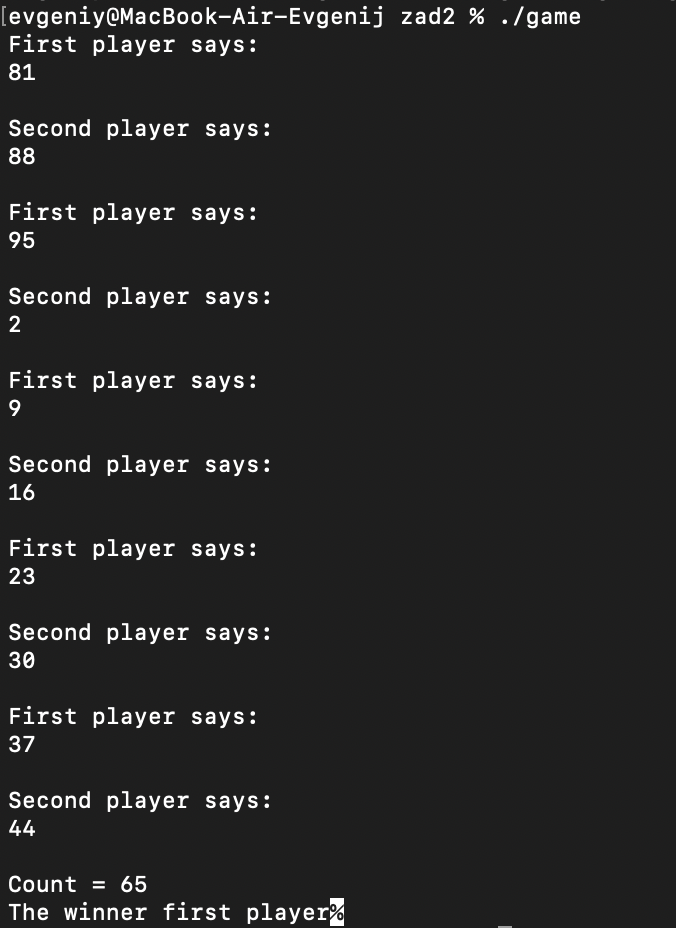 [evgeniy@MacBook-Air-Evgenij zad2 % ./game
First player says:
81
Second player says:
88
First player says:
95
Second player says:
2
First player says:
9
Second player says:
16
First player says:
23
Second player says:
30
First player says:
37
Second player says:
44
Count = 65
The winner first player%